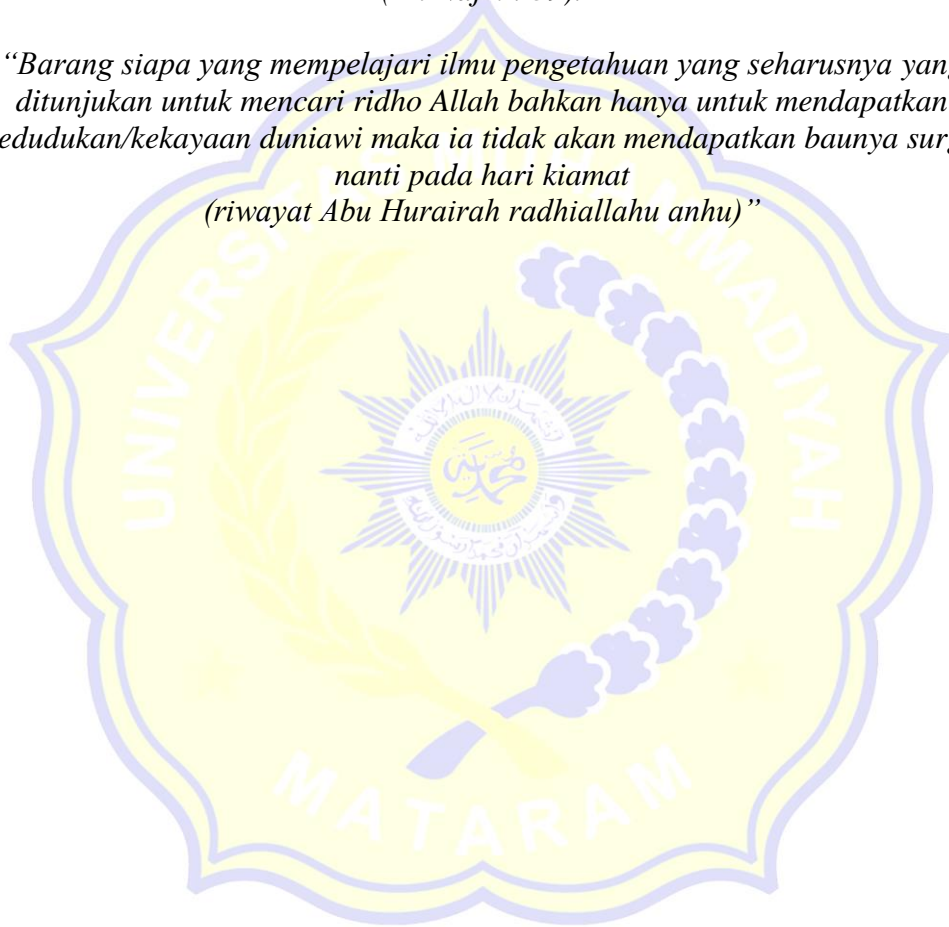 “Barang siapa yang mempelajari ilmu pengetahuan yang seharusnya yang
ditunjukan untuk mencari ridho Allah bahkan hanya untuk mendapatkan
edudukan/kekayaan duniawi maka ia tidak akan mendapatkan baunya surg
nanti pada hari kiamat
(riwayat Abu Hurairah radhiallahu anhu)”
UNIVERSITAS MUHAMMADIYAH
MATARAM